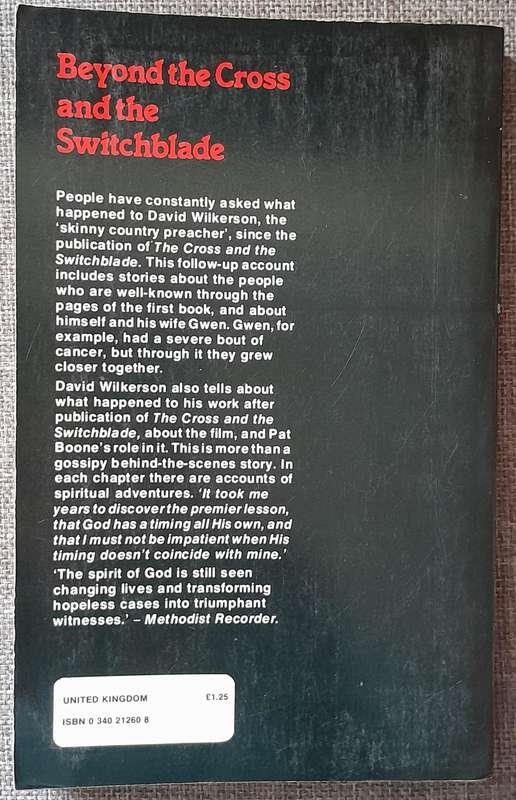 Beyond the Cross
and the
Switchblade
People have constantly asked what
happened to David Wilkerson, the
‘skinny country preacher’, since the
publication of The Cross and the
Switchblade. This follow-up account
includes stories about the people
who are well-known through the
pages of the first book, and about
himself and his wife Gwen. Gwen, for
example, had a severe bout of
cancer, but through it they grew
closer together.
David Wilkerson also tells about
what happened to his work after
publication of The Cross and the
Switchblade, about the film, and Pat
Boone’s role in it. This is more than a
gossipy behind-the-scenes story. In
each chapter there are accounts of
spiritual adventures. ‘It took me
years to discover the premier lesson,
that God has a timing all His own, and
that I must not be impatient when His
timing doesn’t coincide with mine.’
‘The spirit of God is still seen
changing lives and transforming
hopeless cases into triumphant
witnesses.’ – Methodist Recorder.
UNITED KINGDOM £1.25
ISBN 0 340 21260 8